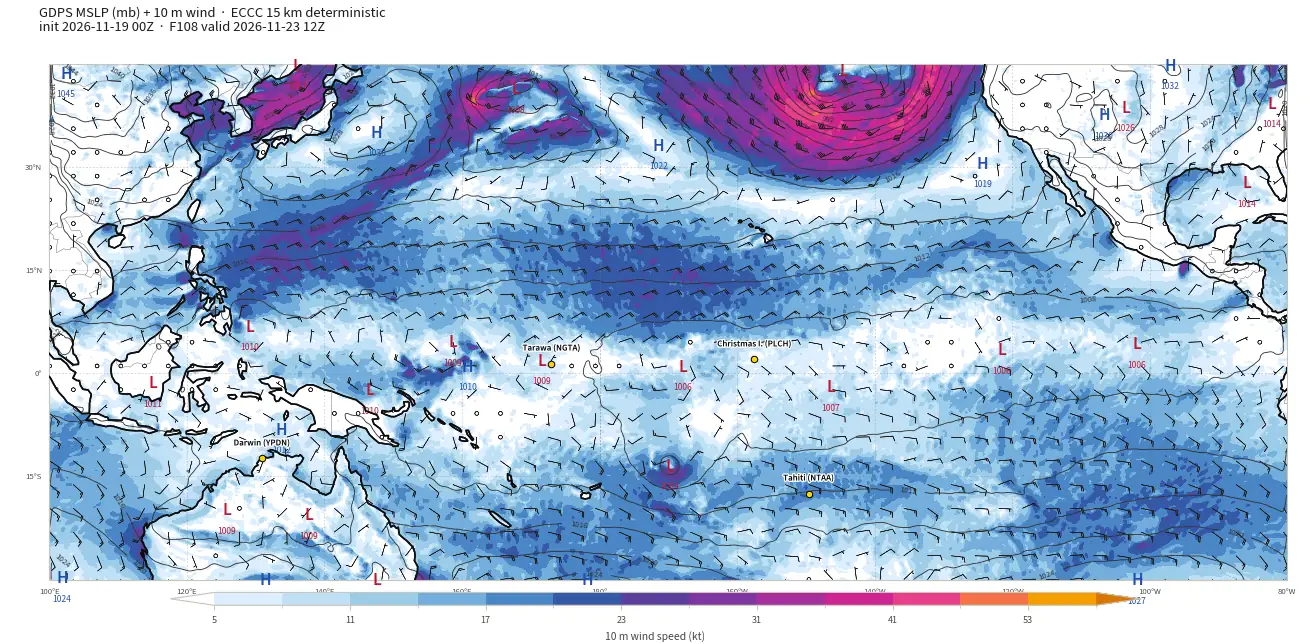 GDPS MSLP (mb) + 10 m wind · ECCC 15 km deterministic
init 2026-11-19 00Z · F108 valid 2026-11-23 12Z
H
1045
L
L
H
1032
L
1026
H
L
1014
H
H
1022
H
1019
L
1014
30°N
15°N
1012
1008
L
1010
L
Tarawa (NGTA)
L
1009
Christmas I. (PLCH)
H
1010
L
1006
L
1006
L
1006
0°
L
1011
L
1010
L
1007
H
Darwin (YPDN)
L
Tahiti (NTAA)
15°S
L
1009
L
1009
1010
H
1024
H
L
H
H
1027
100°E
120°E
140°E
160°E
180°
160°W
140°W
120°W
100°W
80°W
5
11
17
23
31
41
53
10 m wind speed (kt)